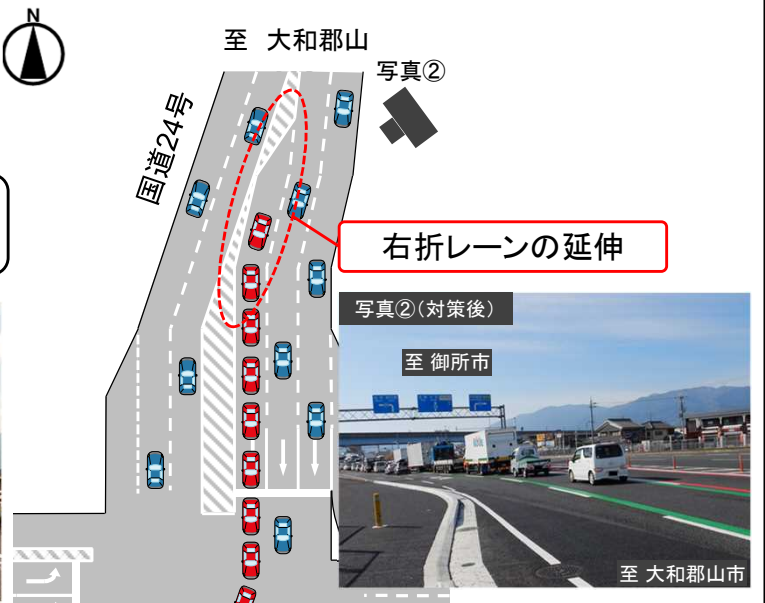 N
至 大和郡山
写真②
国道24号
右折レーンの延伸
写真②(対策後)
至 御所市
至 大和郡山市